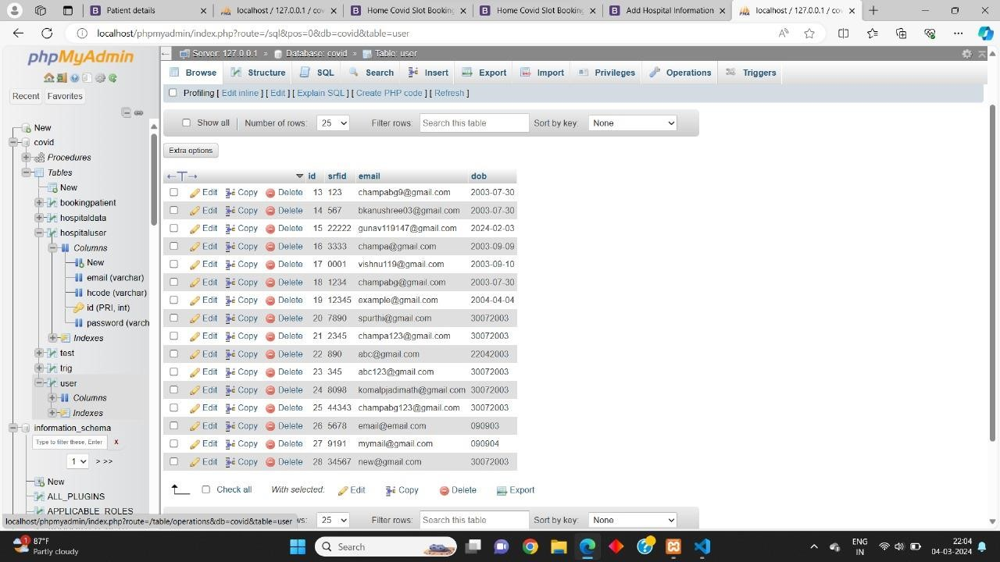 Patient details
localhost / 127.0.0.1 / cov
Home Covid Slot Booking
Home Covid Slot Booking
Add Hospital Information
localhost / 127.0.0.1 / cov
localhost/phpmyadmin/index.php?route=/sql&pos=0&db=covid&table=user
phpMyAdmin
Recent Favorites
New
covid
Procedures
Tables
New
bookingpatient
hospitaldata
hospitaluser
Columns
New
email (varchar)
hcode (varchar)
id (PRI, int)
password (varch
Indexes
test
trig
user
Columns
Indexes
information_schema
Type to filter these, Enter X
1 > >>
New
ALL_PLUGINS
APPLICABLE_ROLES
localhost/phpmyadmin/index.php?route=/table/operations&db=covid&table=user
Server: 127.0.0.1 » Database: covid » Table: user
Browse Structure SQL Search Insert Export Import Privileges Operations Triggers
Profiling [ Edit inline ] [ Edit ] [ Explain SQL ] [ Create PHP code ] [ Refresh ]
Show all Number of rows: 25 Filter rows: Search this table Sort by key: None
Extra options
←T→ id srfid email dob
Edit Copy Delete 13 123 champabg9@gmail.com 2003-07-30
Edit Copy Delete 14 567 bkanushree03@gmail.com 2003-07-30
Edit Copy Delete 15 22222 gunav119147@gmail.com 2024-02-03
Edit Copy Delete 16 3333 champa@gmail.com 2003-09-09
Edit Copy Delete 17 0001 vishnu119@gmail.com 2003-09-10
Edit Copy Delete 18 1234 champabg@gmail.com 2003-07-30
Edit Copy Delete 19 12345 example@gmail.com 2004-04-04
Edit Copy Delete 20 7890 spurthi@gmail.com 30072003
Edit Copy Delete 21 2345 champa123@gmail.com 30072003
Edit Copy Delete 22 890 abc@gmail.com 22042003
Edit Copy Delete 23 345 abc123@gmail.com 30072003
Edit Copy Delete 24 8098 komalpjadimath@gmail.com 30072003
Edit Copy Delete 25 44343 champabg123@gmail.com 30072003
Edit Copy Delete 26 5678 email@email.com 090903
Edit Copy Delete 27 9191 mymail@gmail.com 090904
Edit Copy Delete 28 34567 new@gmail.com 30072003
Check all With selected: Edit Copy Delete Export
ws: 25 Filter rows: Search this table Sort by key: None
1 87°F
Partly cloudy
Search
ENG
IN
22:04
04-03-2024